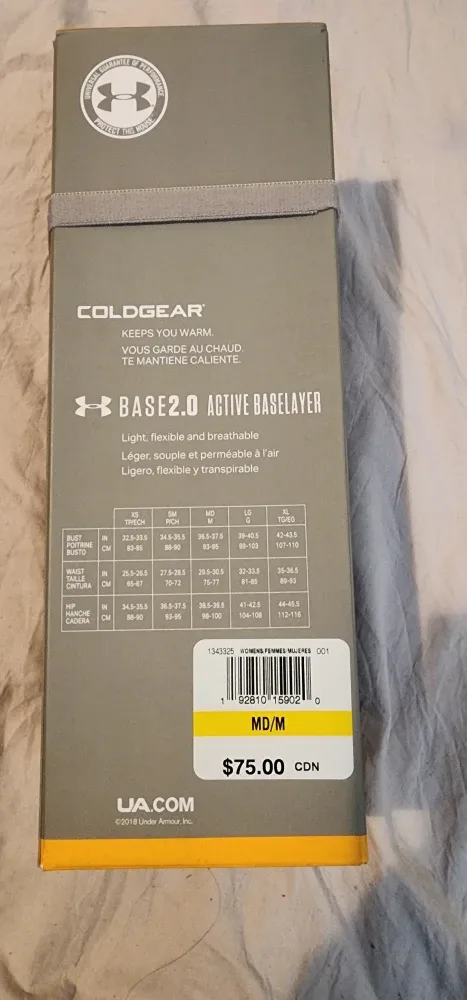 UNIVERSAL GUARANTEE OF PERFORMANCE
PROTECT THIS HOUSE
COLDGEAR®
KEEPS YOU WARM.
VOUS GARDE AU CHAUD.
TE MANTIENE CALIENTE.
BASE2.0 ACTIVE BASELAYER
Light, flexible and breathable
Léger, souple et perméable à l'air
Ligero, flexible y transpirable
XS SM MD LG XL
TP/ECH P/CH M G TG/EG
BUST IN 32.5-33.5 34.5-35.5 36.5-37.5 39-40.5 42-43.5
POITRINE
BUSTO CM 83-85 88-90 93-95 99-103 107-110
WAIST IN 25.5-26.5 27.5-28.5 29.5-30.5 32-33.5 35-36.5
TAILLE
CINTURA CM 65-67 70-72 75-77 81-85 89-93
HIP IN 34.5-35.5 36.5-37.5 38.5-39.5 41-42.5 44-45.5
HANCHE
CADERA CM 88-90 93-95 98-100 104-108 112-116
1343325 WOMENS/FEMMES/MUJERES 001
1 92810 15902 0
MD/M
$75.00 CDN
UA.COM
©2018 Under Armour, Inc.